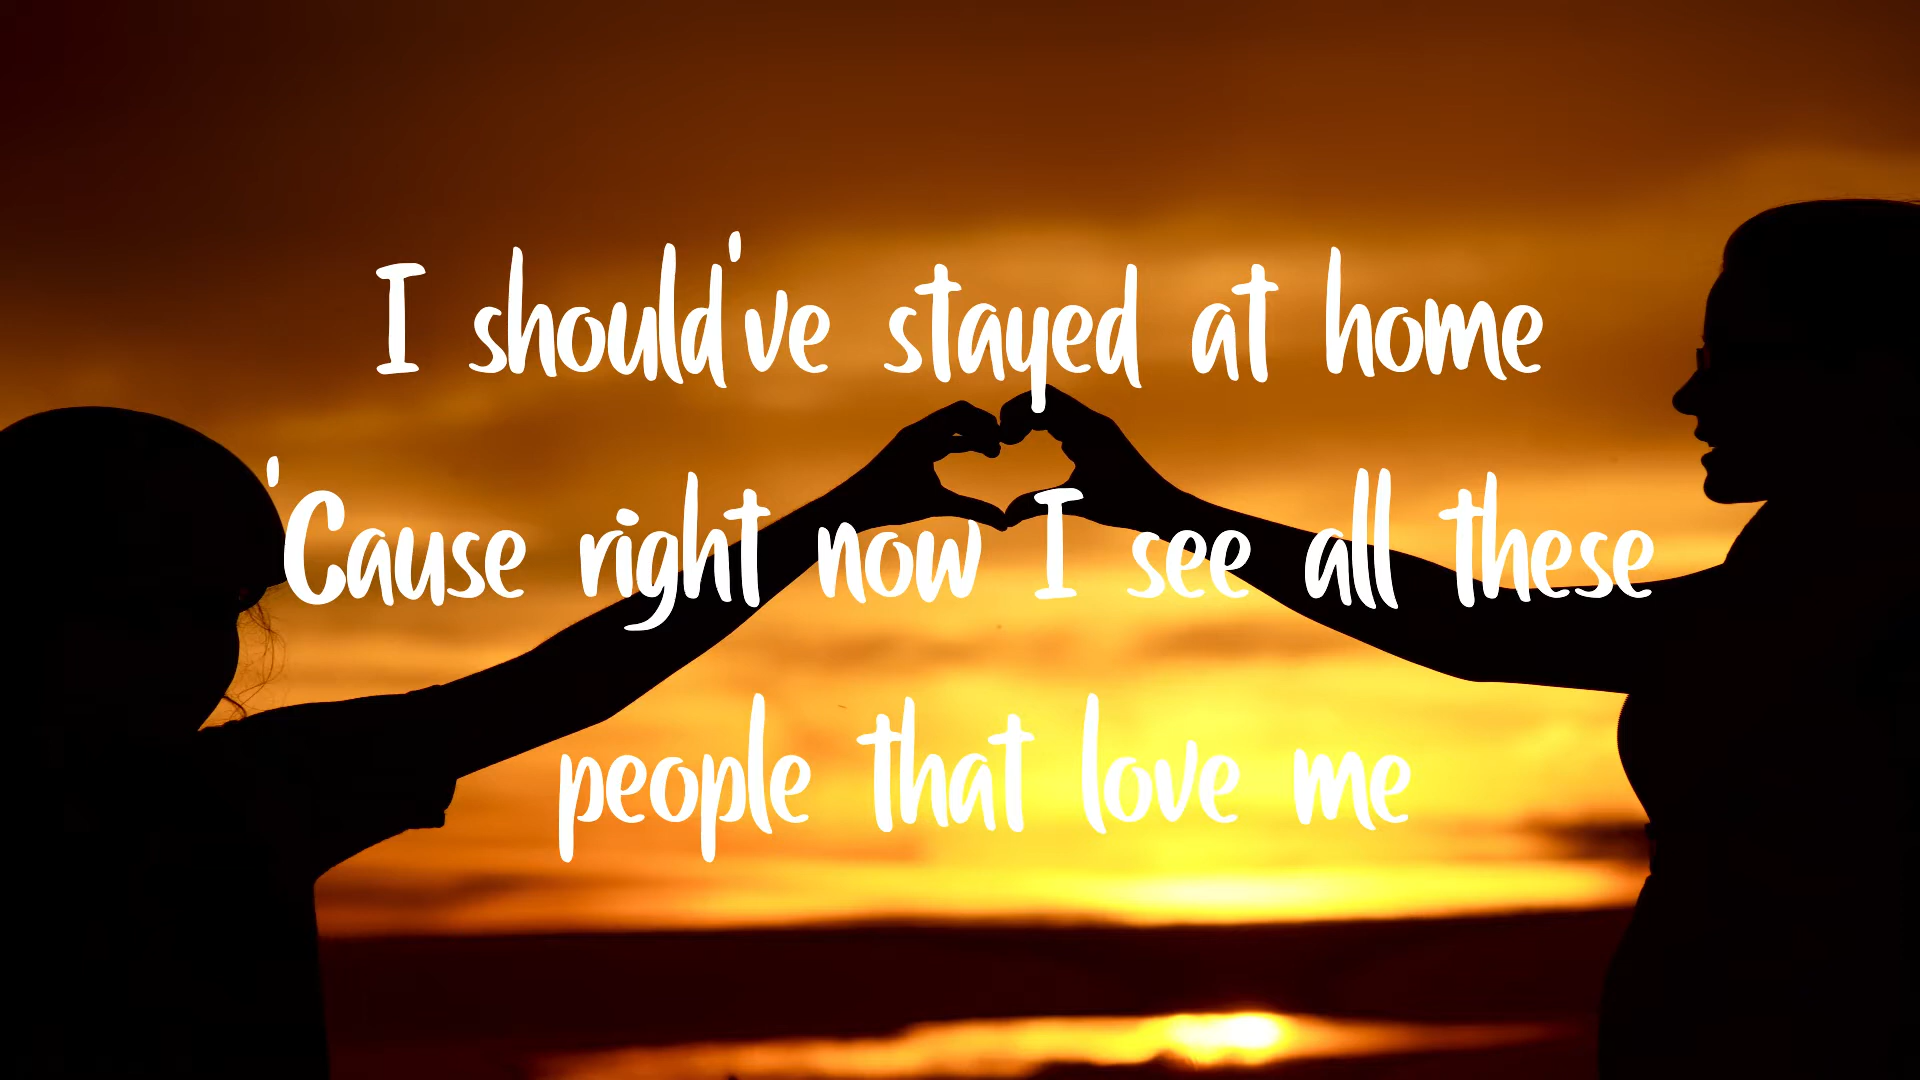 I should've stayed at home
'Cause right now I see all these
people that love me